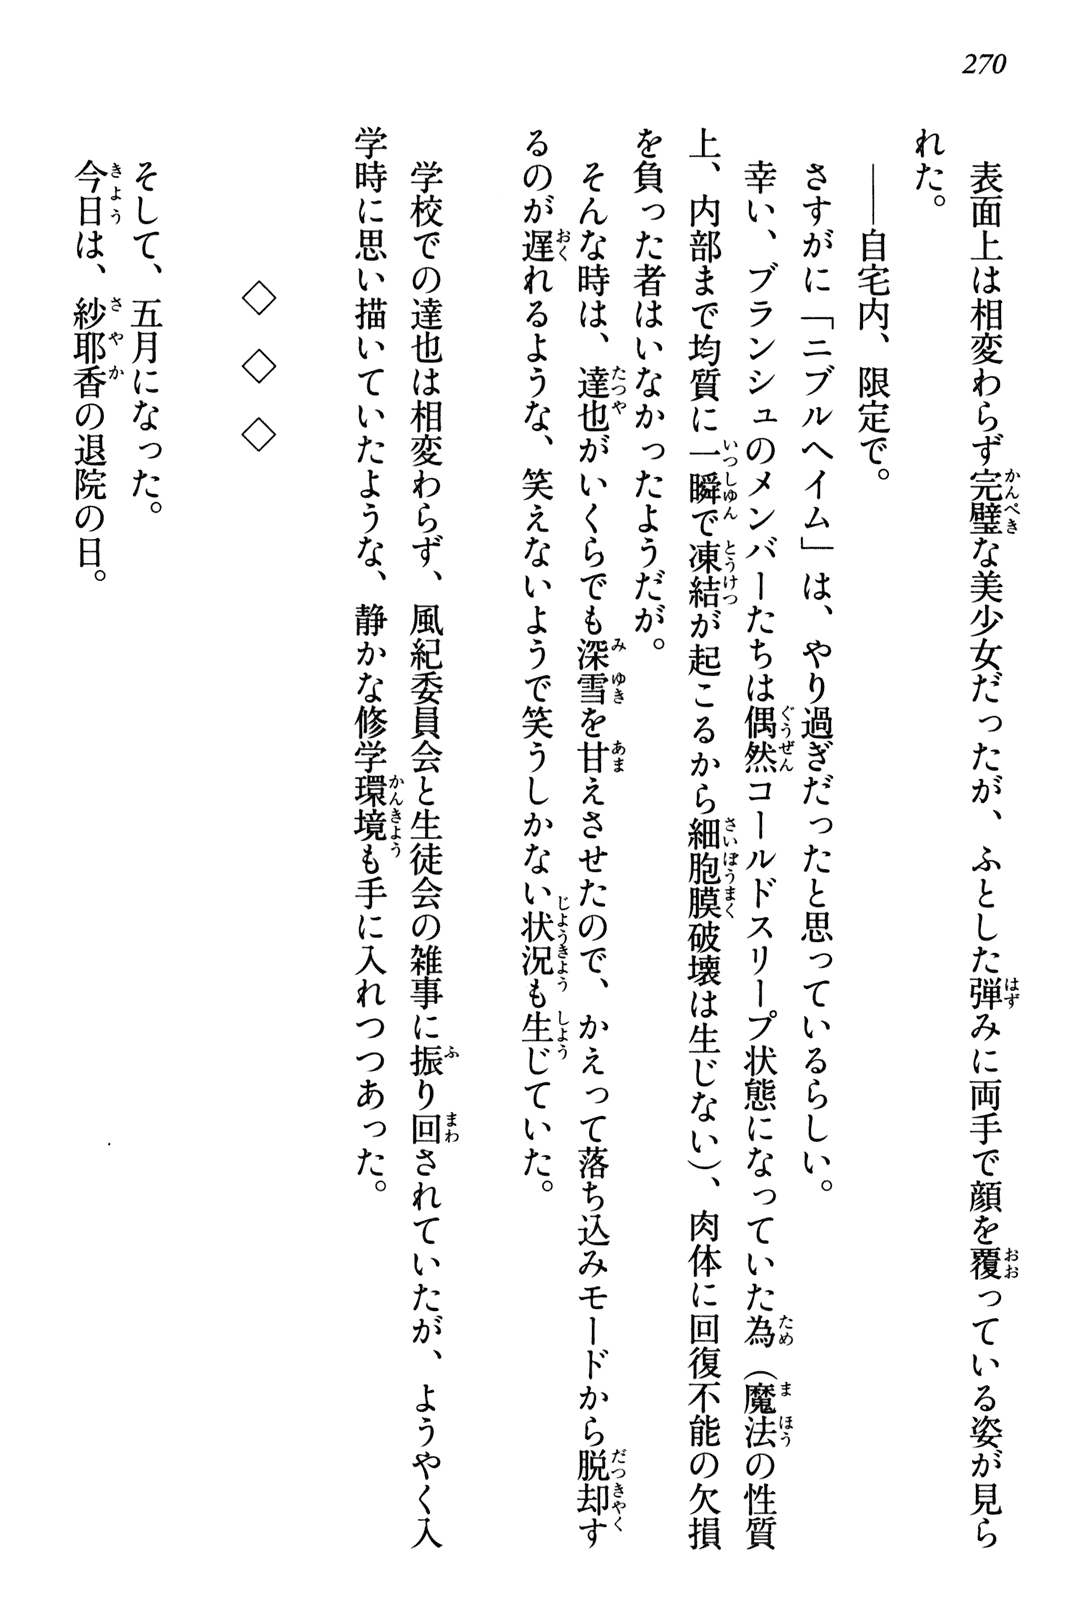 270
表面上は相変わらず完璧な美少女だったが、ふとした弾みに両手で顔を覆っている姿が見ら
れた。
――自宅内、限定で。
さすがに「ニブルヘイム」は、やり過ぎだったと思っているらしい。
幸い、ブランシュのメンバーたちは偶然コールドスリープ状態になっていた為（魔法の性質
上、内部まで均質に一瞬で凍結が起こるから細胞膜破壊は生じない）、肉体に回復不能の欠損
を負った者はいなかったようだが。
そんな時は、達也がいくらでも深雪を甘えさせたので、かえって落ち込みモードから脱却す
るのが遅れるような、笑えないようで笑うしかない状況も生じていた。
学校での達也は相変わらず、風紀委員会と生徒会の雑事に振り回されていたが、ようやく入
学時に思い描いていたような、静かな修学環境も手に入れつつあった。
◇　◇　◇
そして、五月になった。
今日は、紗耶香の退院の日。